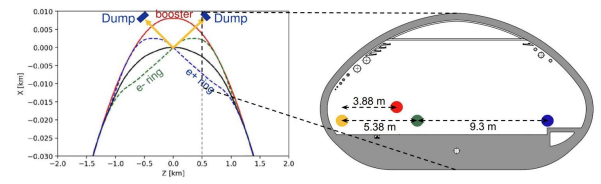 Dump booster Dump
0.010
0.005
0.000
−0.005
−0.010
−0.015
−0.020
−0.025
−0.030
X [km]
e- ring e+ ring
−2.0 −1.5 −1.0 −0.5 0.0 0.5 1.0 1.5 2.0
Z [km]
3.88 m
5.38 m 9.3 m